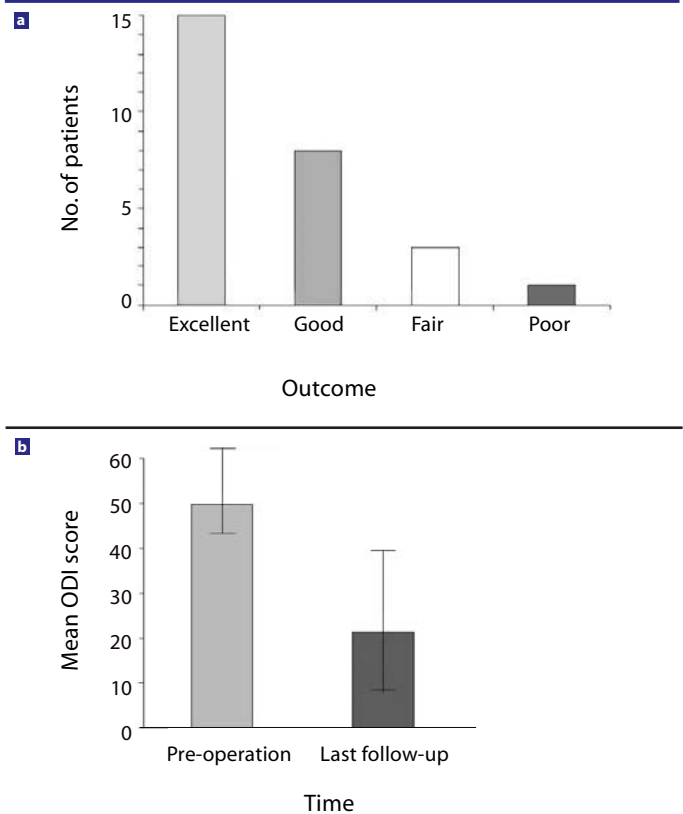 a
No. of patients
15
10
5
0
Excellent Good Fair Poor
Outcome
b
Mean ODI score
60
50
40
30
20
10
0
Pre-operation Last follow-up
Time